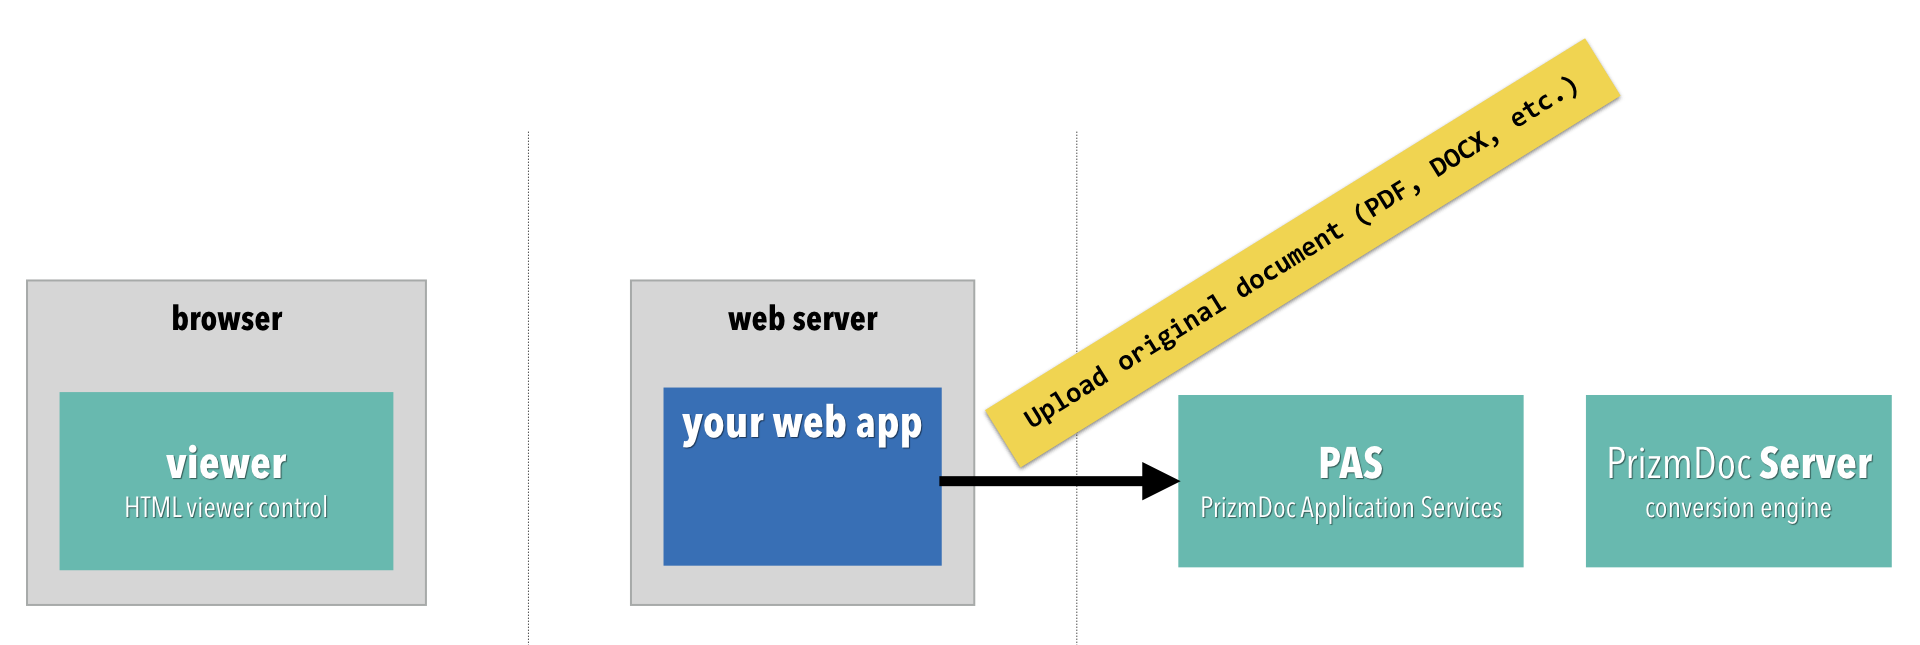 browser
viewer
HTML viewer control
web server
your web app
Upload original document (PDF, DOCX, etc.)
PAS
PrizmDoc Application Services
PrizmDoc Server
conversion engine